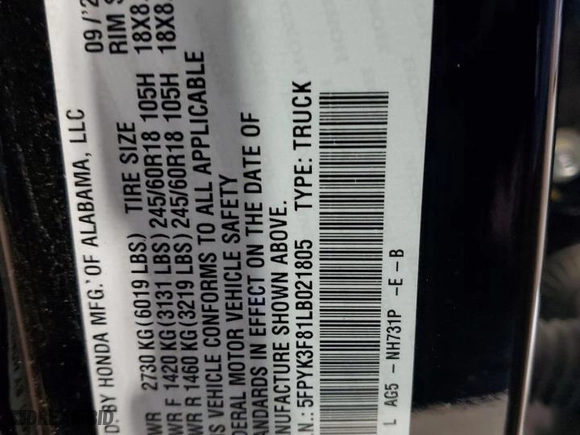 D. BY HONDA MFG. OF ALABAMA, LLC 09 /
WR 2730 KG (6019 LBS) TIRE SIZE RIM S
WR F 1420 KG (3131 LBS) 245/60R18 105H 18X8.
WR R 1460 KG (3219 LBS) 245/60R18 105H 18X8.
S VEHICLE CONFORMS TO ALL APPLICABLE
DERAL MOTOR VEHICLE SAFETY
ANDARDS IN EFFECT ON THE DATE OF
NUFACTURE SHOWN ABOVE.
N. 5FPYK3F81LB021805 TYPE: TRUCK
L AG5 - NH731P -E - B